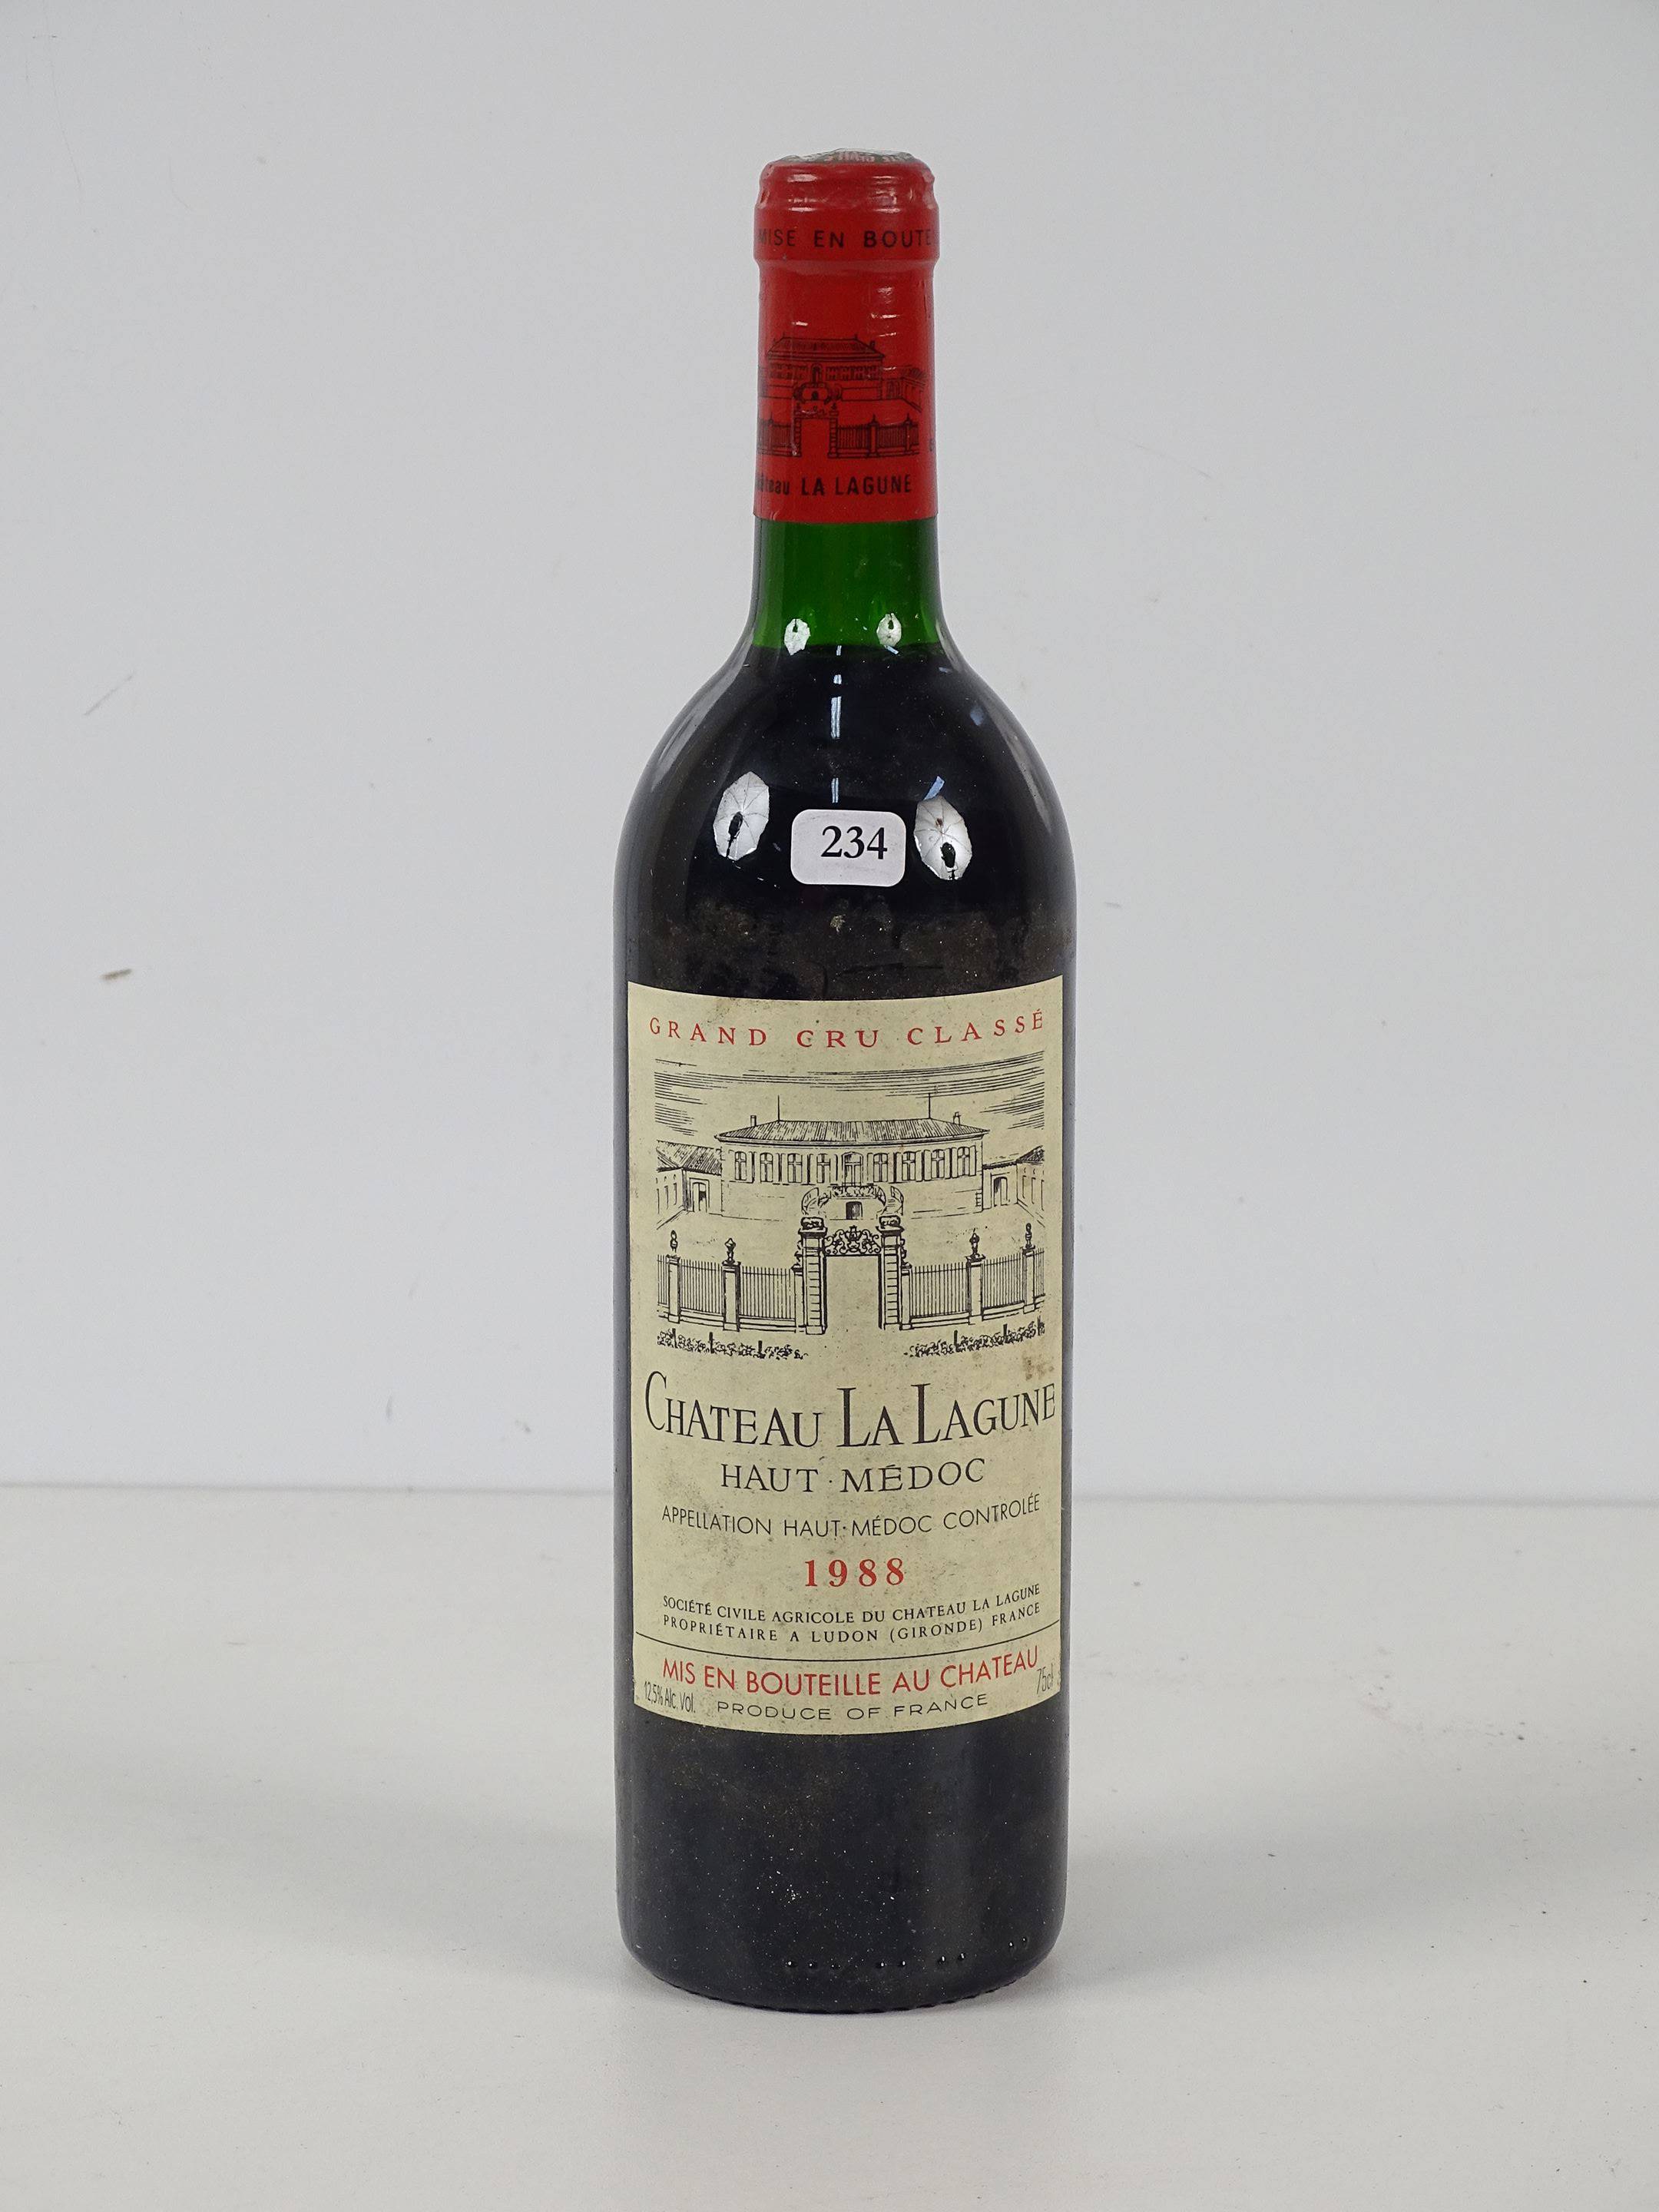 MISE EN BOUTE
LA LAGUNE
234
GRAND CRU CLASSÉ
CHATEAU LA LAGUNE
HAUT·MÉDOC
APPELLATION HAUT·MÉDOC CONTROLÉE
1988
SOCIÉTÉ CIVILE AGRICOLE DU CHATEAU LA LAGUNE
PROPRIÉTAIRE A LUDON (GIRONDE) FRANCE
MIS EN BOUTEILLE AU CHATEAU
12,5% Alc. Vol. PRODUCE OF FRANCE 75cl